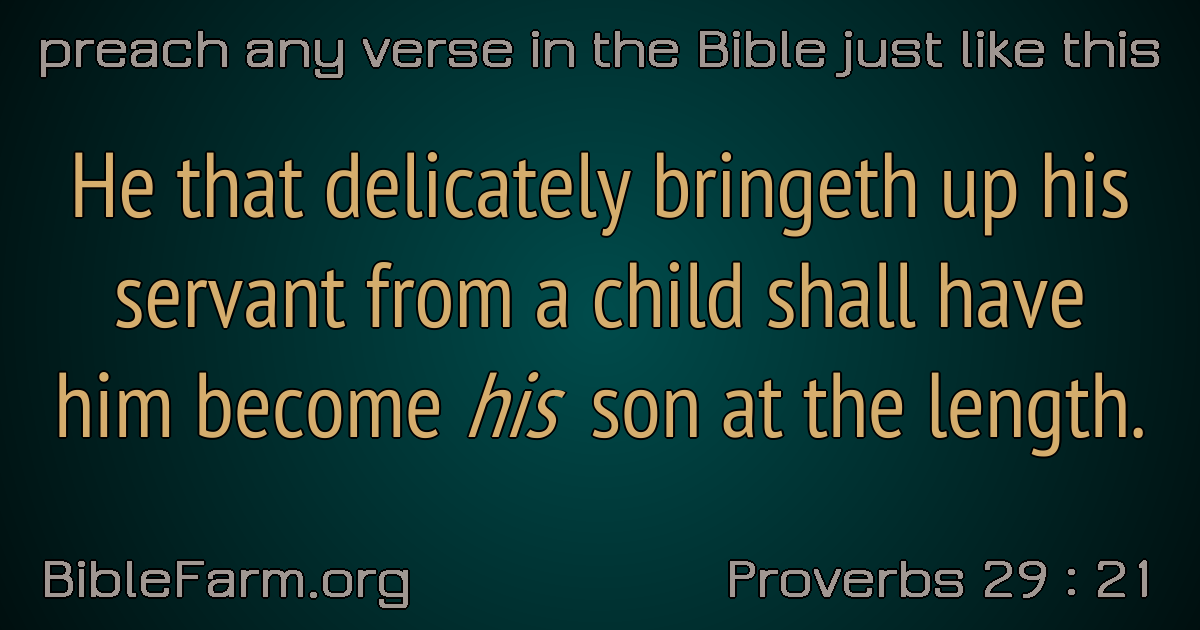 preach any verse in the Bible just like this
He that delicately bringeth up his
servant from a child shall have
him become his son at the length.
BibleFarm.org
Proverbs 29 : 21